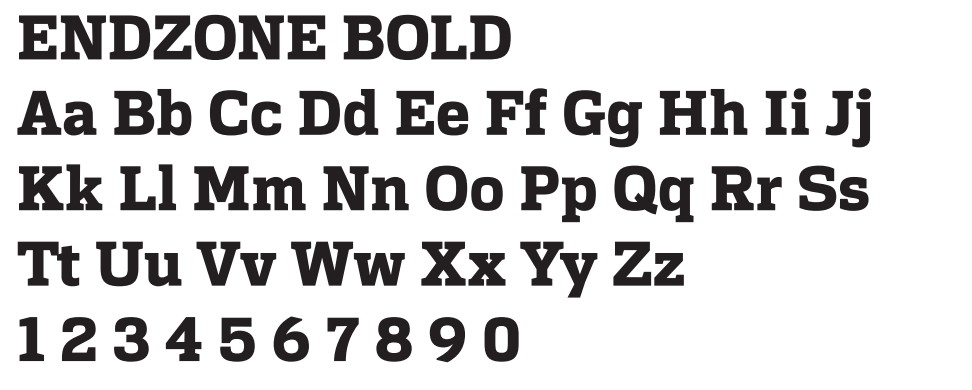 ENDZONE BOLD
Aa Bb Cc Dd Ee Ff Gg Hh Ii Jj
Kk Ll Mm Nn Oo Pp Qq Rr Ss
Tt Uu Vv Ww Xx Yy Zz
1 2 3 4 5 6 7 8 9 0